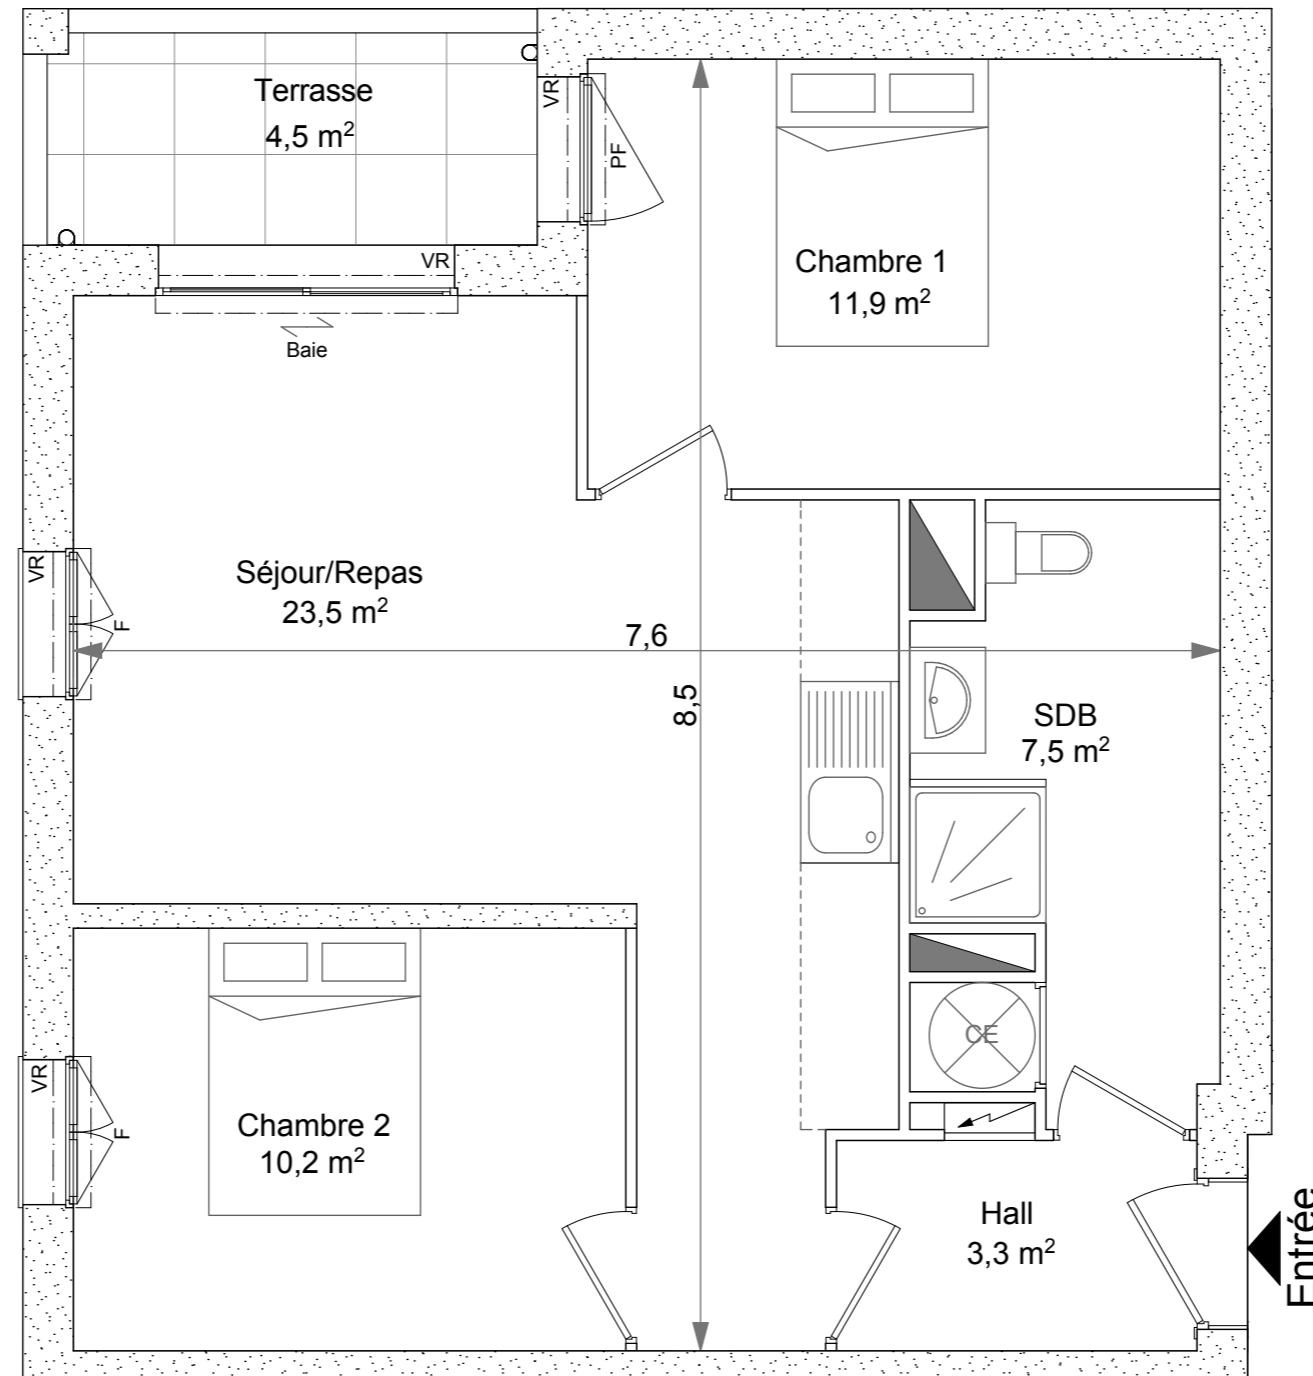 Terrasse
4,5 m²
VR
PF
VR
Baie
Chambre 1
11,9 m²
VR
F
Séjour/Repas
23,5 m²
7,6
8,5
SDB
7,5 m²
CE
VR
F
Chambre 2
10,2 m²
Hall
3,3 m²
Entrée